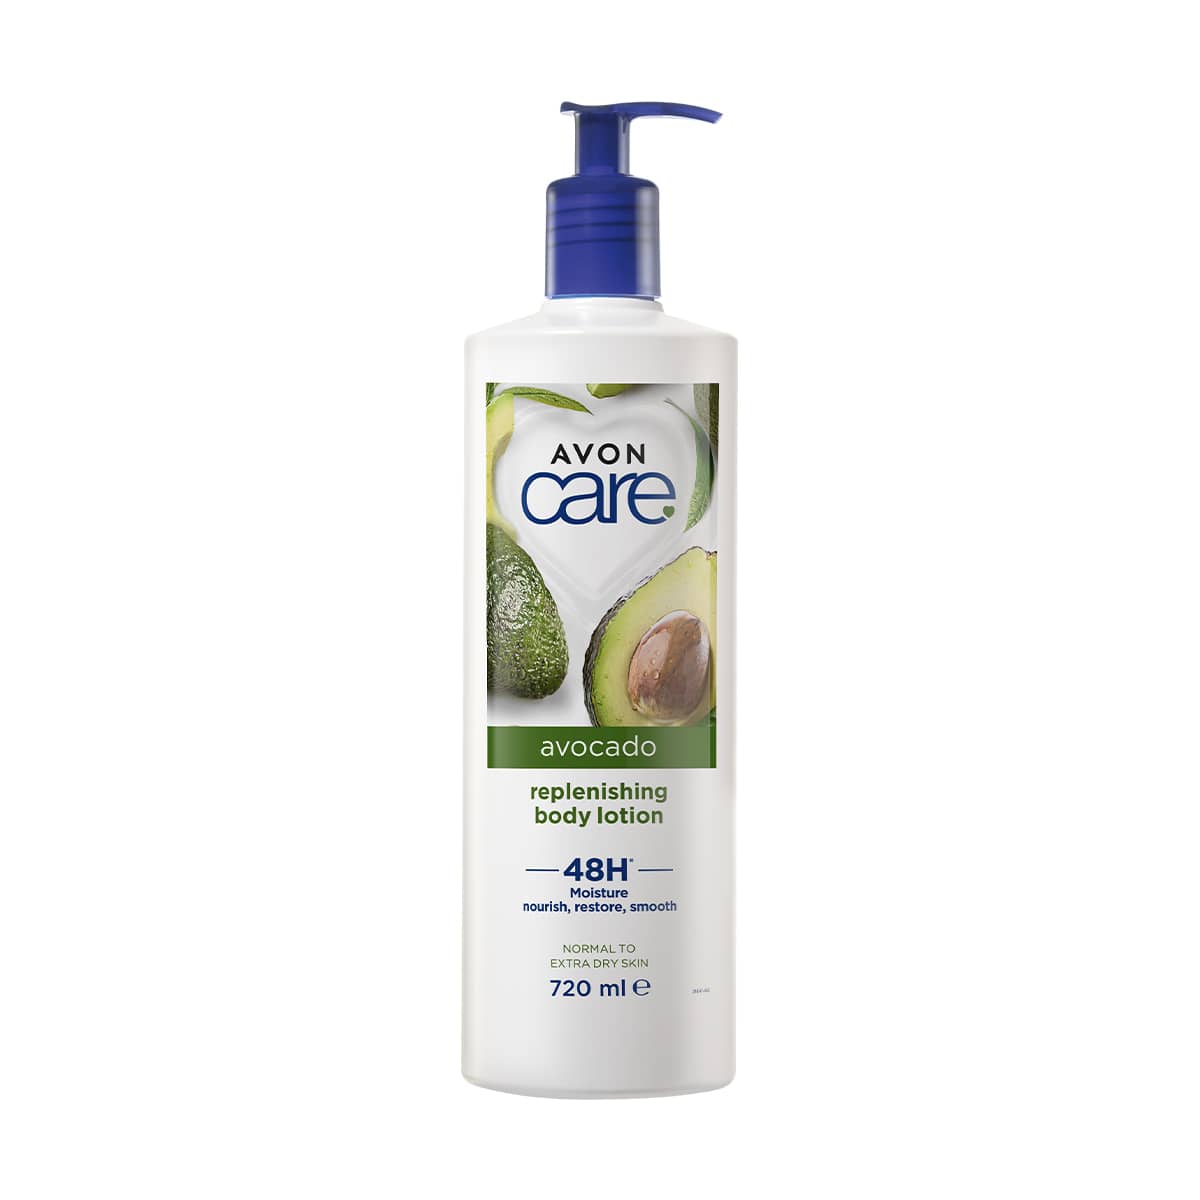 AVON
care
avocado
replenishing
body lotion
48H*
Moisture
nourish, restore, smooth
NORMAL TO
EXTRA DRY SKIN
720 ml ℮